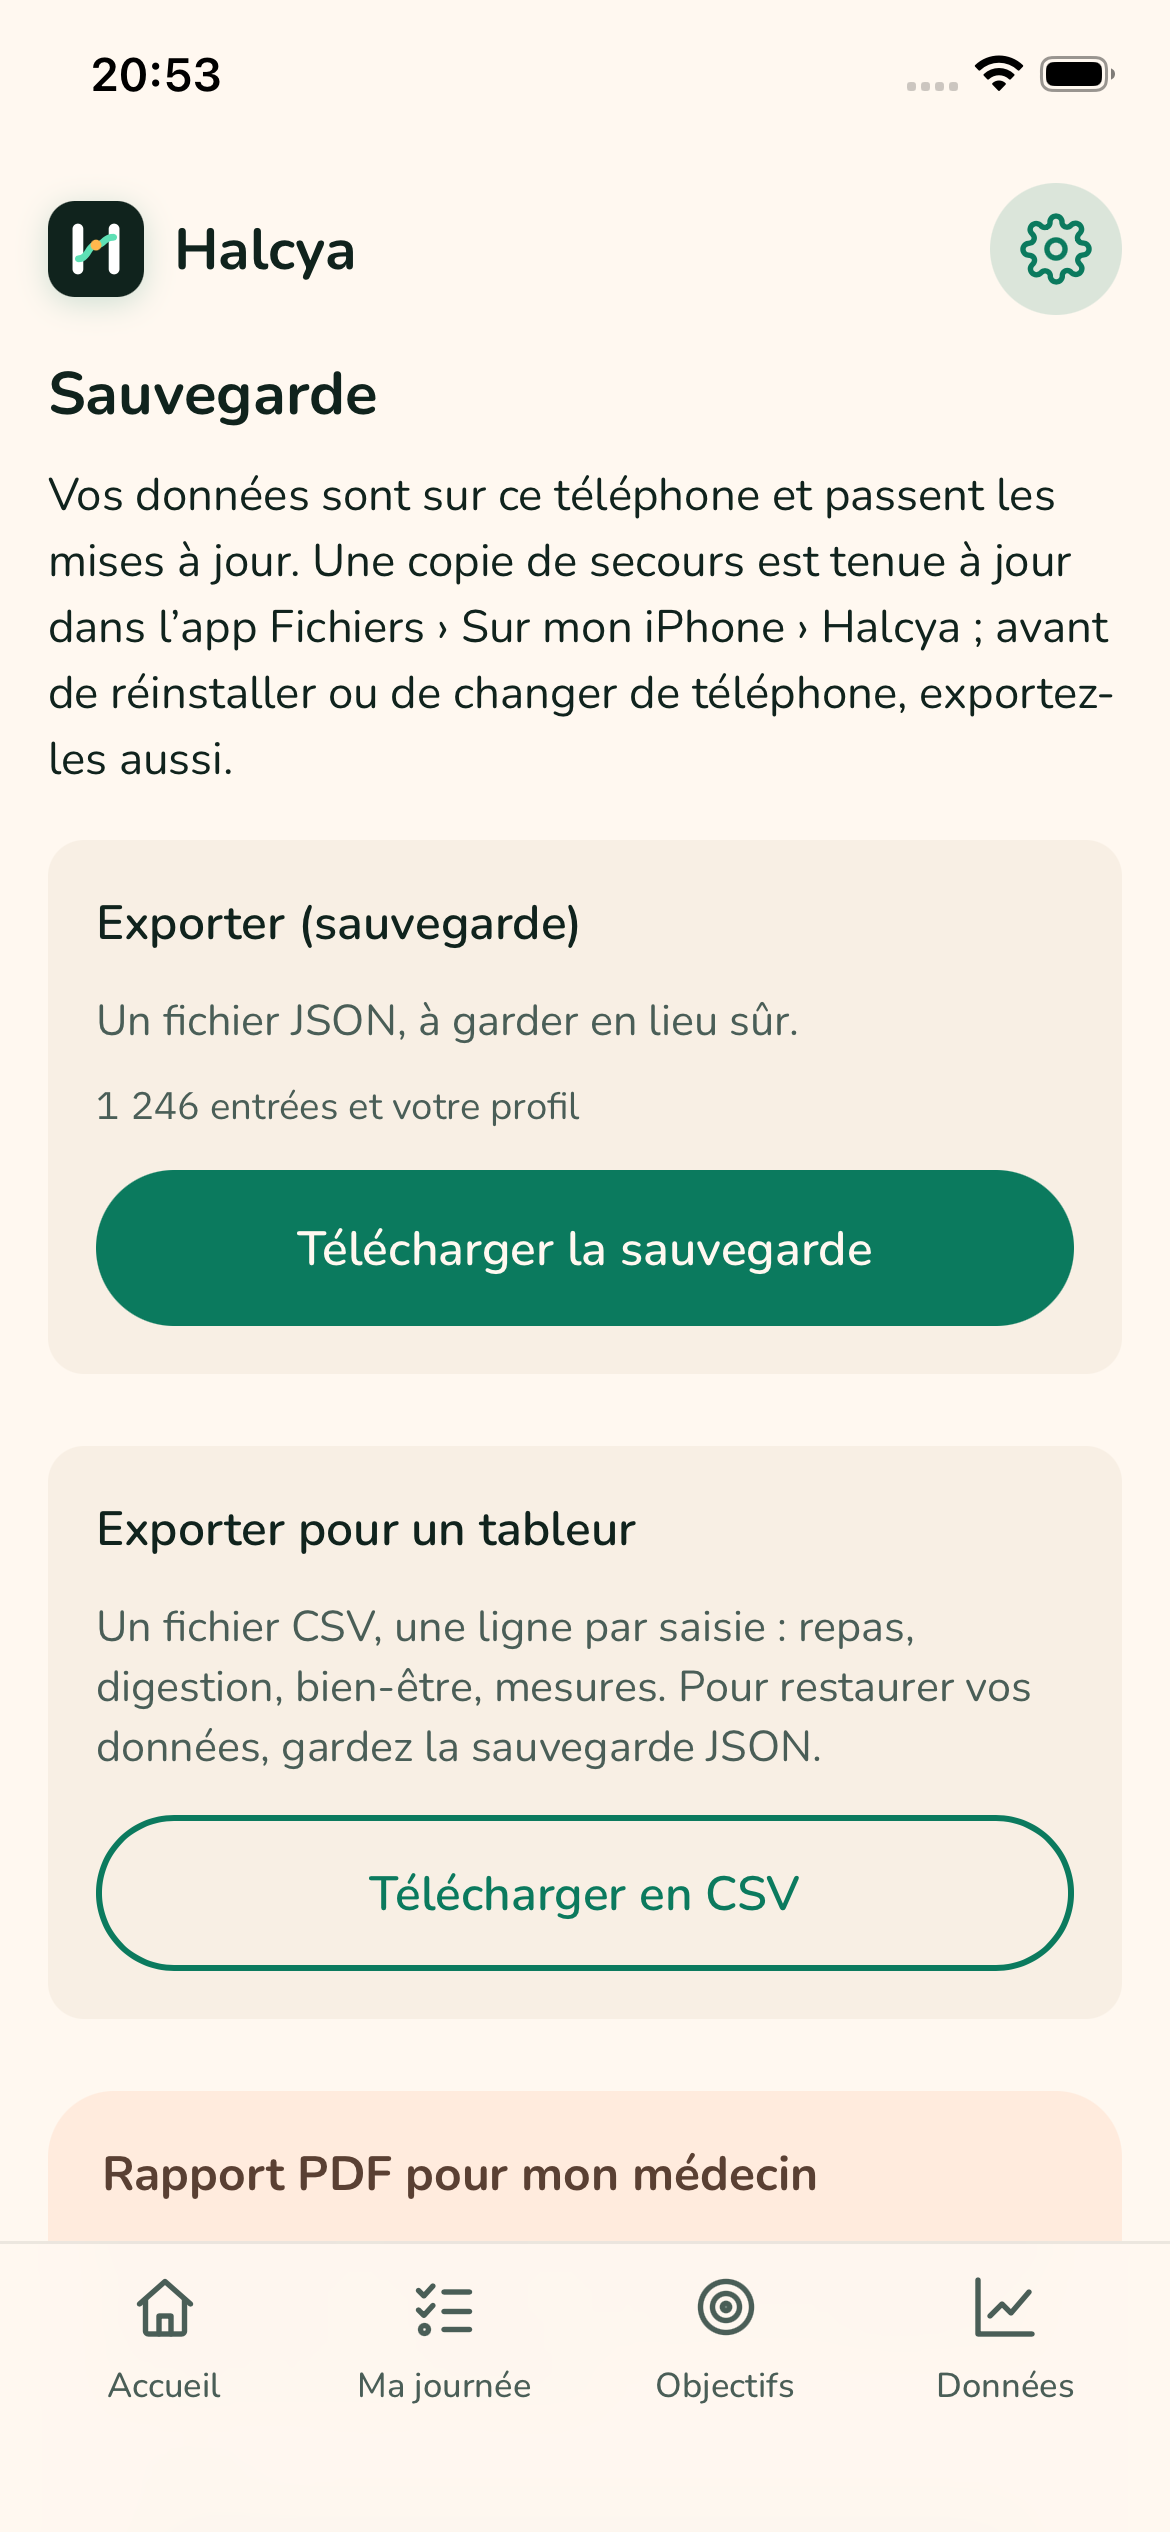 20:53
Halcya
Sauvegarde
Vos données sont sur ce téléphone et passent les
mises à jour. Une copie de secours est tenue à jour
dans l’app Fichiers › Sur mon iPhone › Halcya ; avant
de réinstaller ou de changer de téléphone, exportez-
les aussi.
Exporter (sauvegarde)
Un fichier JSON, à garder en lieu sûr.
1 246 entrées et votre profil
Télécharger la sauvegarde
Exporter pour un tableur
Un fichier CSV, une ligne par saisie : repas,
digestion, bien-être, mesures. Pour restaurer vos
données, gardez la sauvegarde JSON.
Télécharger en CSV
Rapport PDF pour mon médecin
Accueil
Ma journée
Objectifs
Données